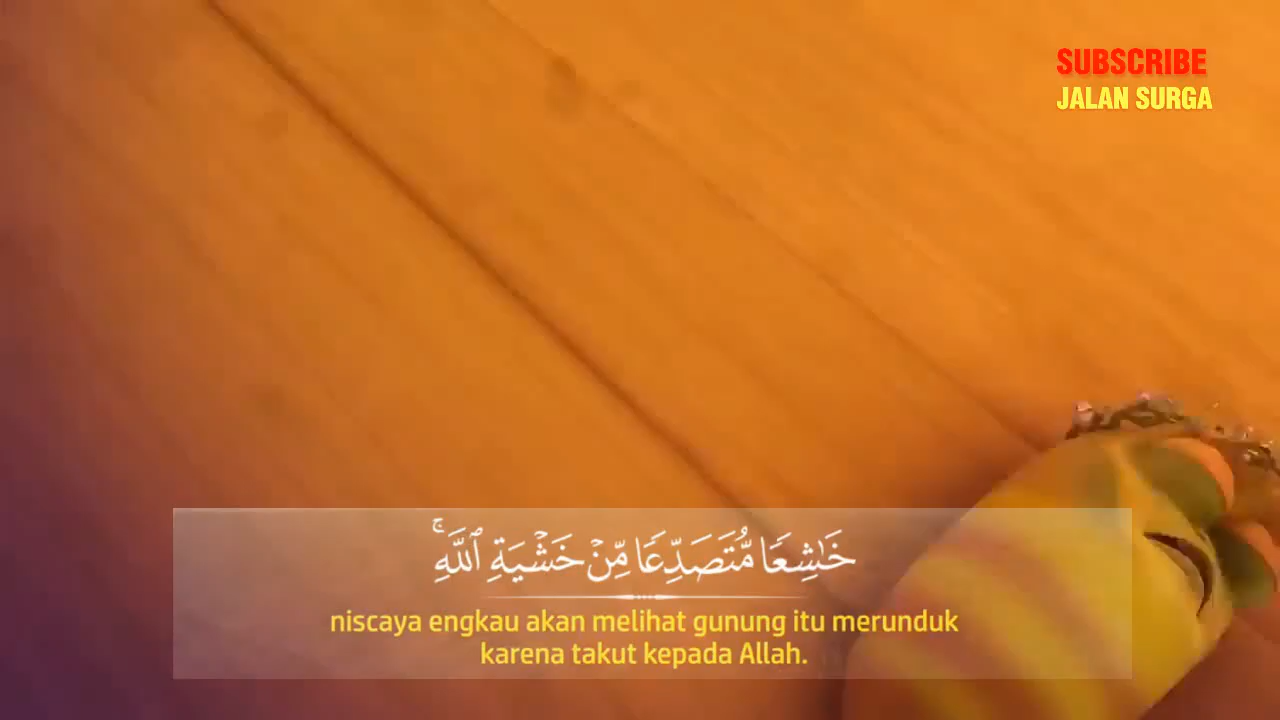 SUBSCRIBE
JALAN SURGA
خَٰشِعًا مُّتَصَدِّعًا مِّنْ خَشْيَةِ ٱللَّهِ ۚ
niscaya engkau akan melihat gunung itu merunduk
karena takut kepada Allah.